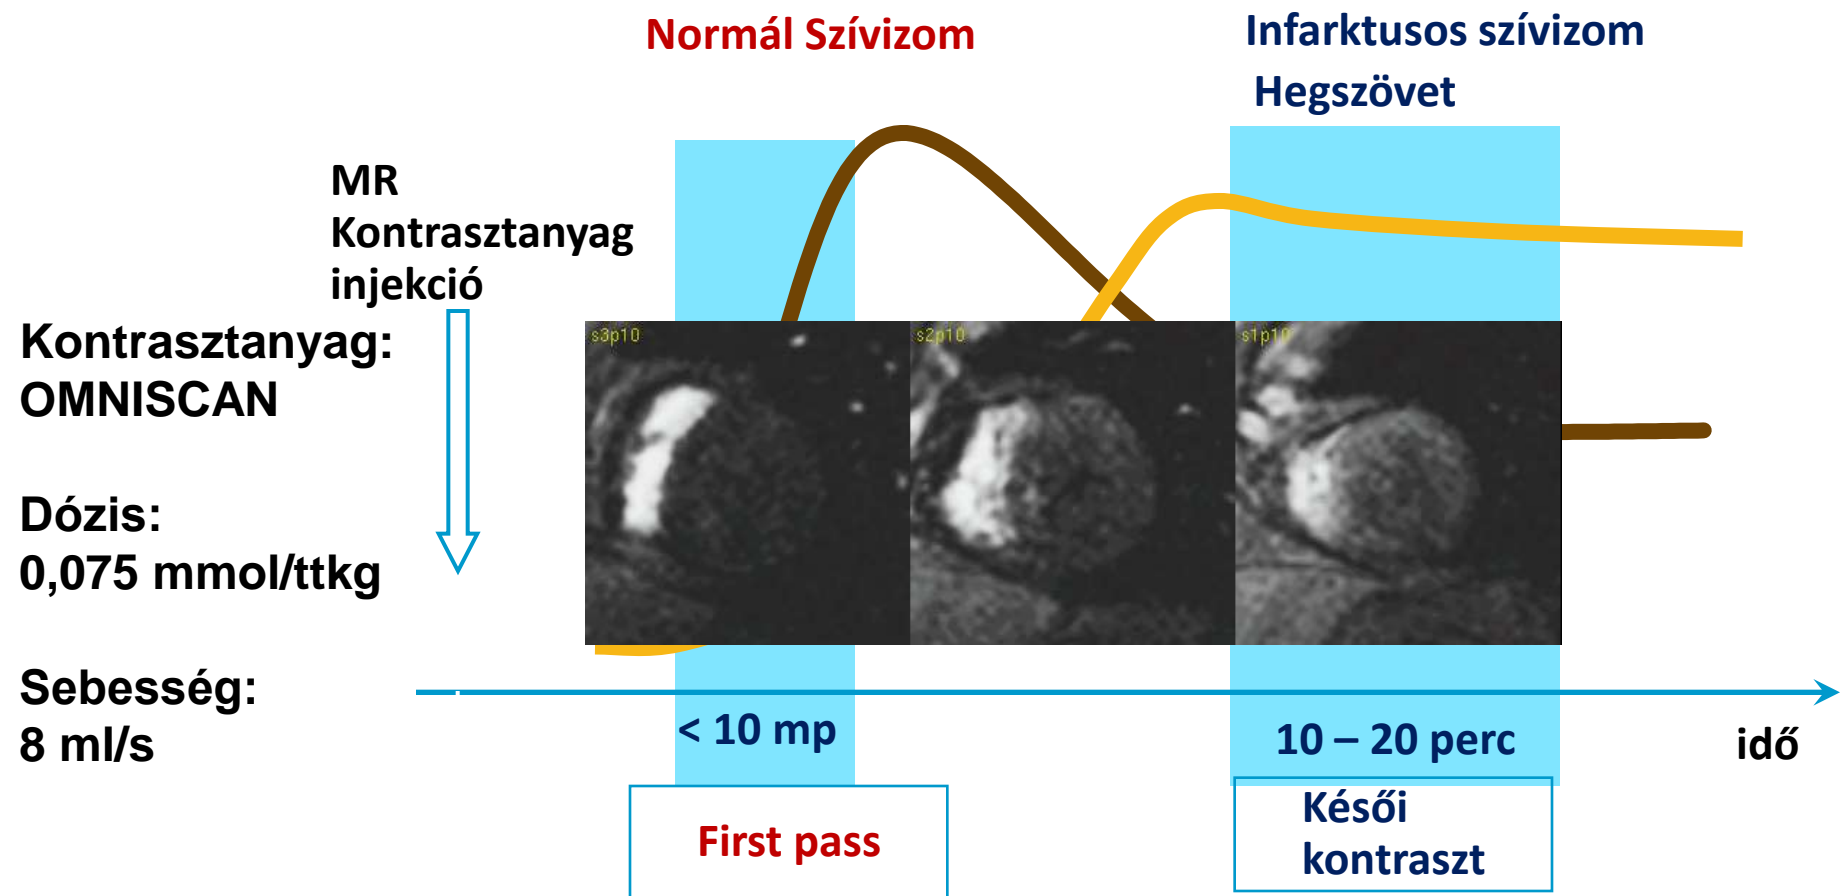 Normál Szívizom
Infarktusos szívizom
Hegszövet
MR
Kontrasztanyag
injekció
Kontrasztanyag:
OMNISCAN
Dózis:
0,075 mmol/ttkg
Sebesség:
8 ml/s
s3p10
s2p10
s1p10
< 10 mp
10 – 20 perc
idő
First pass
Késői
kontraszt